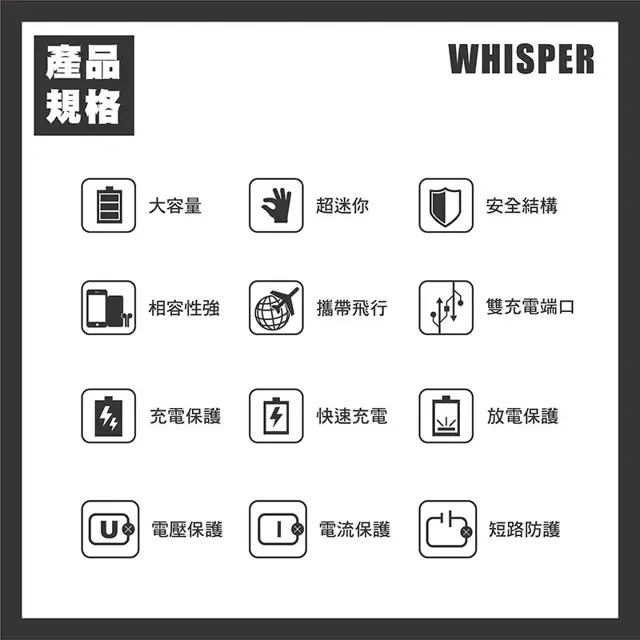 產品
規格
WHISPER
大容量
超迷你
安全結構
相容性強
攜帶飛行
雙充電端口
充電保護
快速充電
放電保護
U
電壓保護
I
電流保護
短路防護